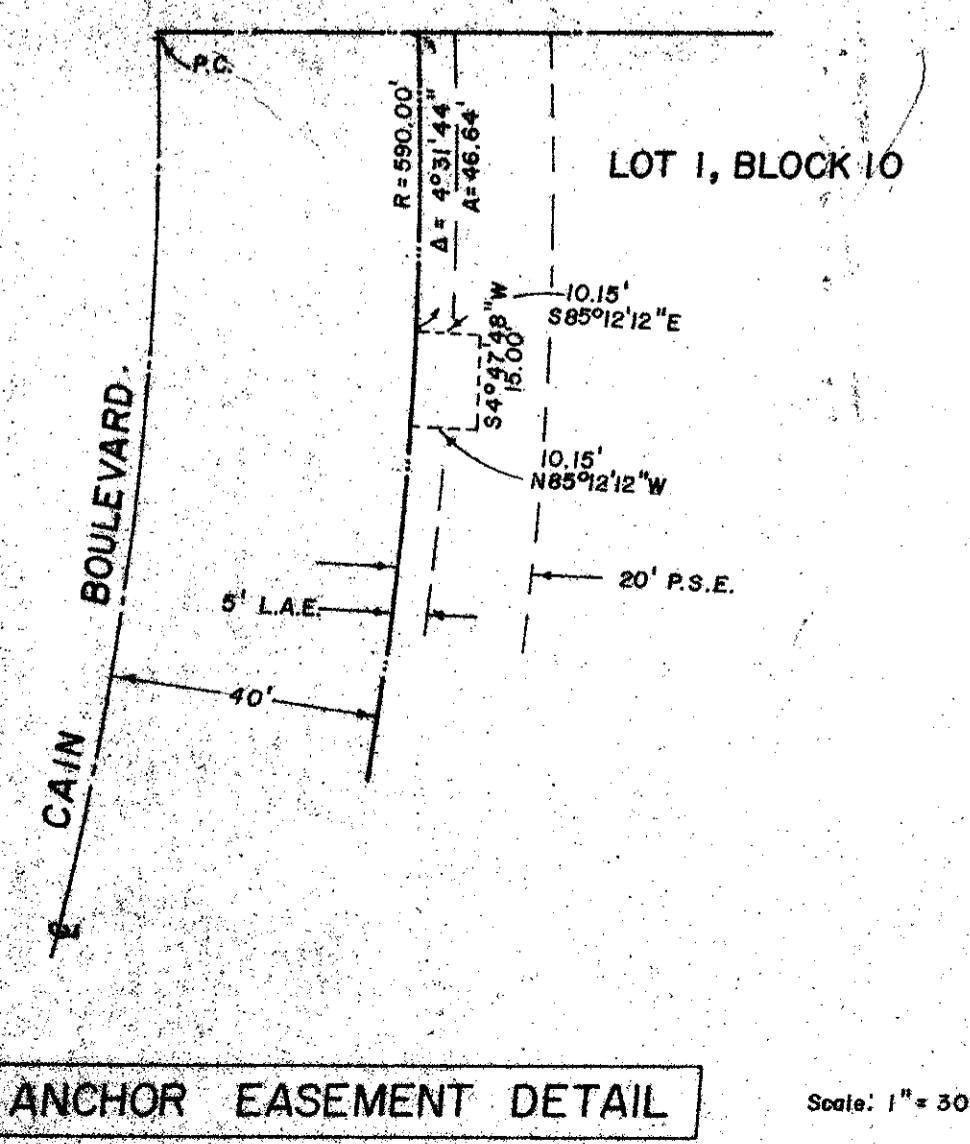 P.C.
R=590.00'
Δ = 4°31'44"
A=46.64'
LOT 1, BLOCK 10
10.15'
S85°12'12"E
S4°47'48"W
15.00'
10.15'
N85°12'12"W
CAIN BOULEVARD
20' P.S.E.
5' L.A.E.
40'
ANCHOR EASEMENT DETAIL
Scale: 1"=30